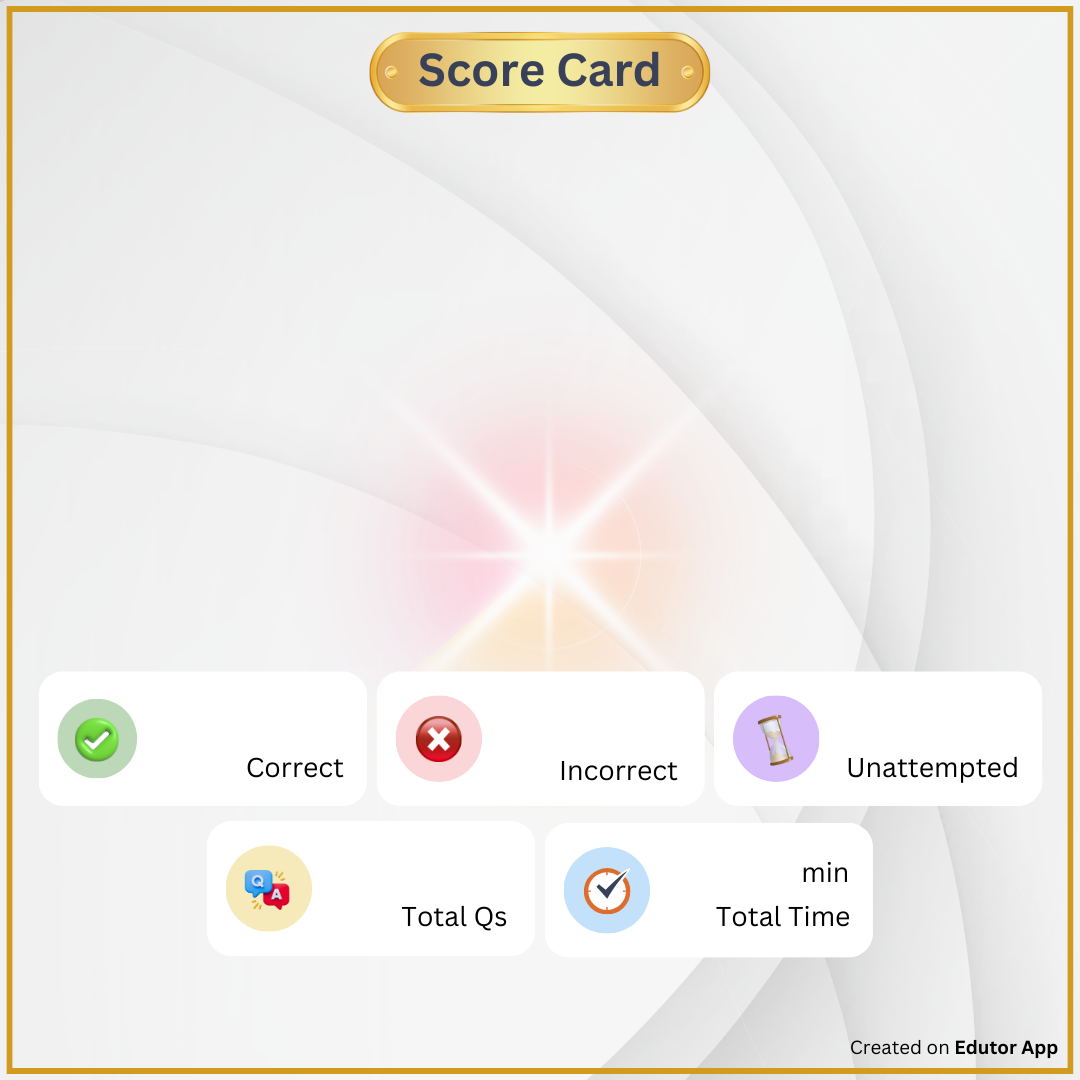 Score Card
Correct
Incorrect
Unattempted
Q
A
Total Qs
min
Total Time
Created on Edutor App